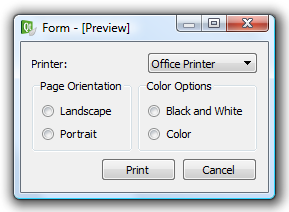 Form - [Preview]
Printer: Office Printer
Page Orientation Color Options
Landscape Black and White
Portrait Color
Print Cancel